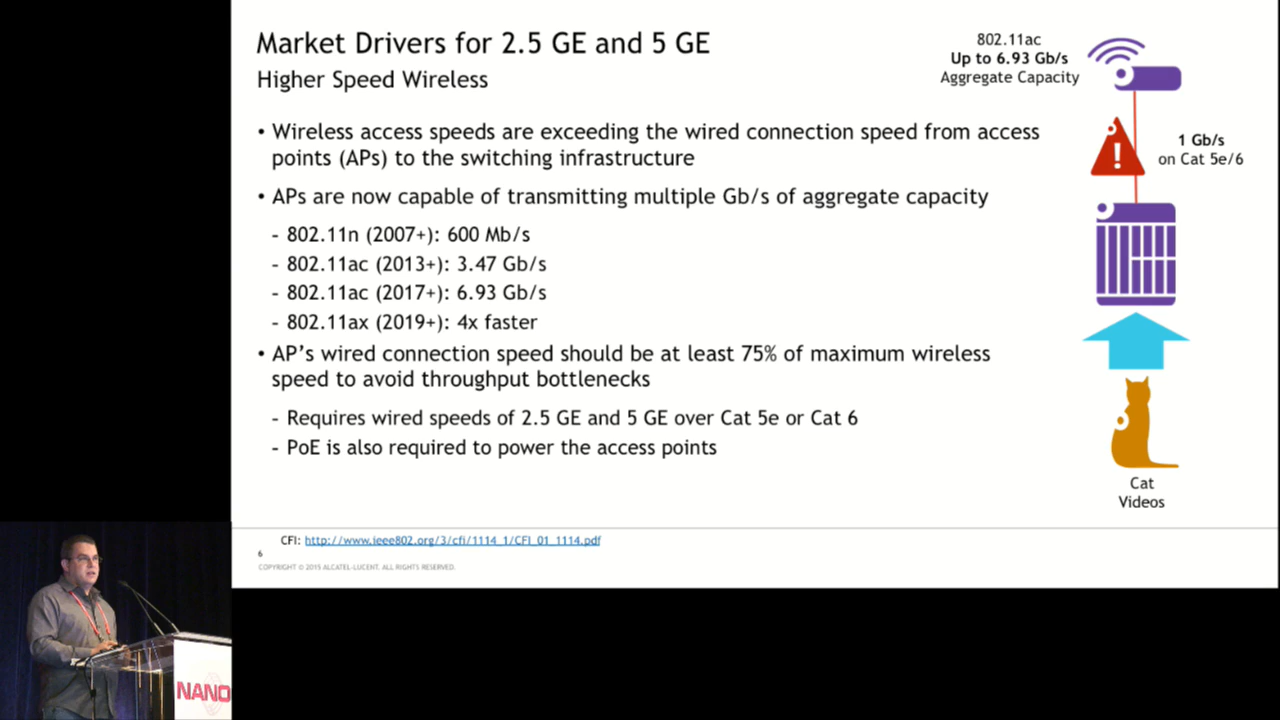 Market Drivers for 2.5 GE and 5 GE
Higher Speed Wireless
• Wireless access speeds are exceeding the wired connection speed from access
points (APs) to the switching infrastructure
• APs are now capable of transmitting multiple Gb/s of aggregate capacity
- 802.11n (2007+): 600 Mb/s
- 802.11ac (2013+): 3.47 Gb/s
- 802.11ac (2017+): 6.93 Gb/s
- 802.11ax (2019+): 4x faster
• AP’s wired connection speed should be at least 75% of maximum wireless
speed to avoid throughput bottlenecks
- Requires wired speeds of 2.5 GE and 5 GE over Cat 5e or Cat 6
- PoE is also required to power the access points
802.11ac
Up to 6.93 Gb/s
Aggregate Capacity
!
1 Gb/s
on Cat 5e/6
Cat
Videos
CFI: http://www.ieee802.org/3/cfi/1114_1/CFI_01_1114.pdf
6
COPYRIGHT © 2015 ALCATEL-LUCENT. ALL RIGHTS RESERVED.
NANO